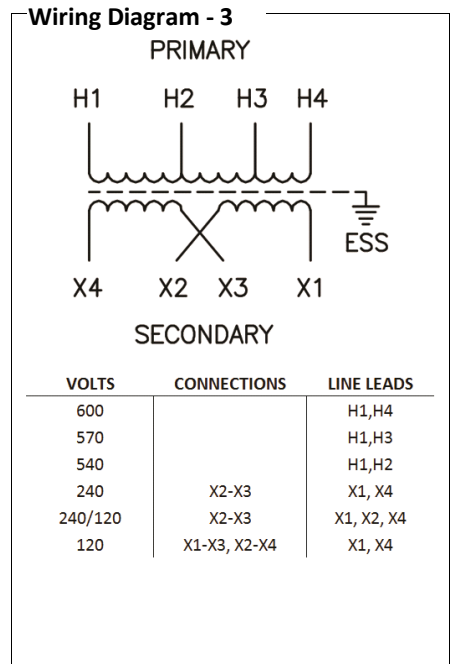 Wiring Diagram - 3
PRIMARY
H1 H2 H3 H4
ESS
X4 X2 X3 X1
SECONDARY
VOLTS CONNECTIONS LINE LEADS
600 H1,H4
570 H1,H3
540 H1,H2
240 X2-X3 X1, X4
240/120 X2-X3 X1, X2, X4
120 X1-X3, X2-X4 X1, X4